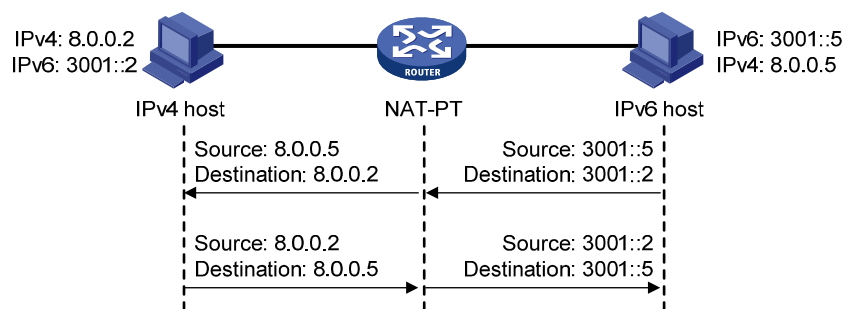 IPv4: 8.0.0.2
IPv6: 3001::2
IPv6: 3001::5
IPv4: 8.0.0.5
ROUTER
IPv4 host
NAT-PT
IPv6 host
Source: 8.0.0.5
Destination: 8.0.0.2
Source: 3001::5
Destination: 3001::2
Source: 8.0.0.2
Destination: 8.0.0.5
Source: 3001::2
Destination: 3001::5